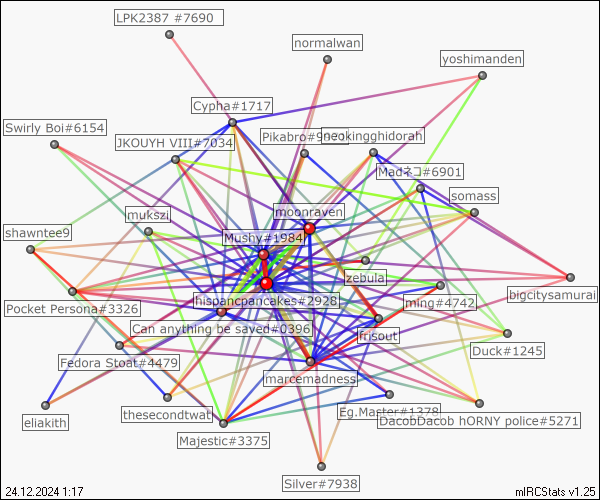 LPK2387 #7690
normalwan
yoshimanden
Cypha#1717
Swirly Boi#6154
JKOUYH VIII#7034
Pikabro#9
neokingghidorah
Madネコ#6901
somass
mukszi
moonraven
shawntee9
Mushy#1984
zebula
bigcitysamurai
Pocket Persona#3326
hispancpancakes#2928
ming#4742
Can anything be saved#0396
frisout
Duck#1245
Fedora Stoat#4479
marcemadness
eliakith
thesecondtwat
Eg.Master#1378
DacobDacob hORNY police#5271
Majestic#3375
Silver#7938
24.12.2024 1:17
mIRCStats v1.25